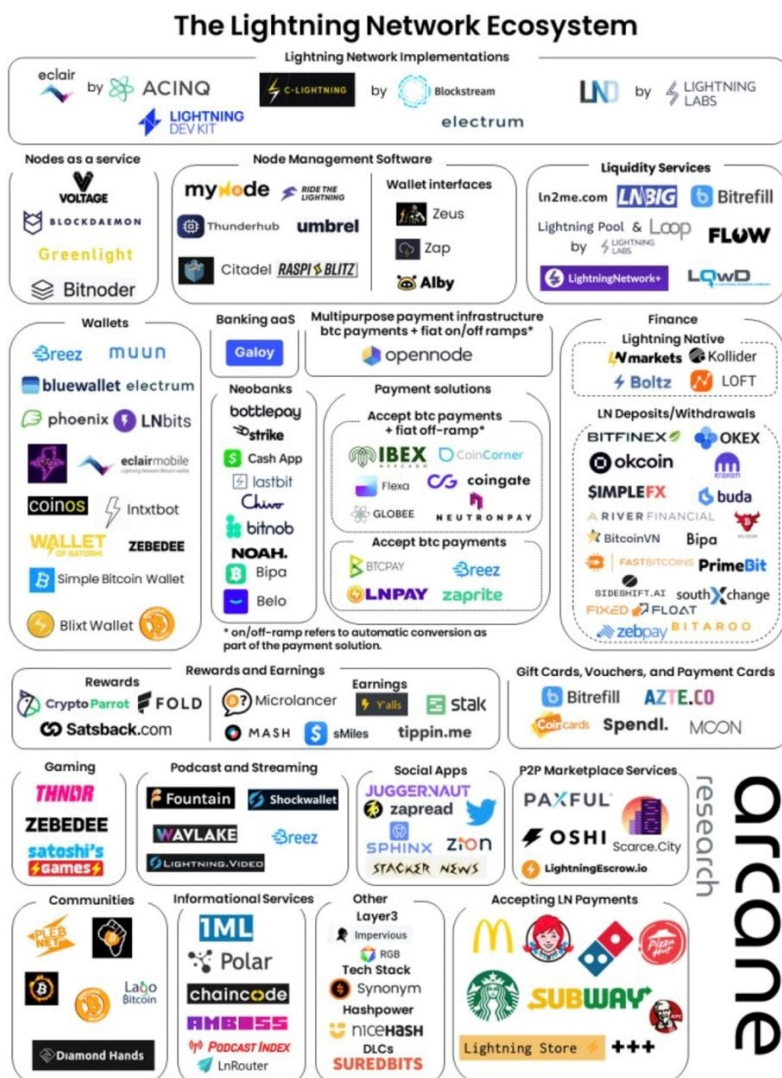 The Lightning Network Ecosystem
Lightning Network Implementations
eclair by ACINQ
C-LIGHTNING by Blockstream
LND by LIGHTNING LABS
LIGHTNING DEV KIT
electrum
Nodes as a service
VOLTAGE
BLOCKDAEMON
Greenlight
Bitnoder
Node Management Software
myNode
RIDE THE LIGHTNING
Thunderhub
umbrel
Citadel
RASPIBLITZ
Wallet interfaces
Zeus
Zap
Alby
Liquidity Services
ln2me.com
LNBIG
Bitrefill
Lightning Pool & Loop
by LIGHTNING LABS
FLOW
LightningNetwork+
LQwD
Wallets
Breez
muun
bluewallet
electrum
phoenix
LNbits
eclairmobile
coinos
lntxtbot
WALLET OF SATOSHI
ZEBEDEE
Simple Bitcoin Wallet
Blixt Wallet
Banking aaS
Galoy
Neobanks
bottlepay
strike
Cash App
lastbit
Chivo
bitnob
NOAH.
Bipa
Belo
Multipurpose payment infrastructure
btc payments + fiat on/off ramps*
opennode
Payment solutions
Accept btc payments
+ fiat off-ramp*
IBEX
MERCADO
CoinCorner
Flexa
coingate
GLOBEE
NEUTRONPAY
Accept btc payments
BTCPAY
Breez
LNPAY
zaprite
* on/off-ramp refers to automatic conversion as
part of the payment solution.
Finance
Lightning Native
LNmarkets
Kollider
Boltz
LOFT
LN Deposits/Withdrawals
BITFINEX
OKEX
okcoin
kraken
SIMPLEFX
buda
RIVER FINANCIAL
BitcoinVN
Bipa
FASTBITCOINS
PrimeBit
SIDESHIFT.AI
southXchange
FIXEDFLOAT
zebpay
BITAROO
Rewards and Earnings
Rewards
CryptoParrot
FOLD
Satsback.com
Earnings
Microlancer
Y'alls
stak
MASH
sMiles
tippin.me
Gift Cards, Vouchers, and Payment Cards
Bitrefill
AZTE.CO
Coincards
Spendl.
MOON
Gaming
THNDR
ZEBEDEE
satoshi's
Games
Podcast and Streaming
Fountain
Shockwallet
WAVLAKE
Breez
LIGHTNING.VIDEO
Social Apps
JUGGERNAUT
zapread
SPHINX
zion
STACKER NEWS
P2P Marketplace Services
PAXFUL
OSHI
Scarce.City
LightningEscrow.io
arcane
research
Communities
PLEB NET
Lago Bitcoin
Diamond Hands
Informational Services
1ML
Polar
chaincode
AMBOSS
PODCAST INDEX
LnRouter
Other
Layer3
Impervious
RGB
Tech Stack
Synonym
Hashpower
NICEHASH
DLCs
SUREDBITS
Accepting LN Payments
Pizza Hut
SUBWAY
KFC
Lightning Store
+++